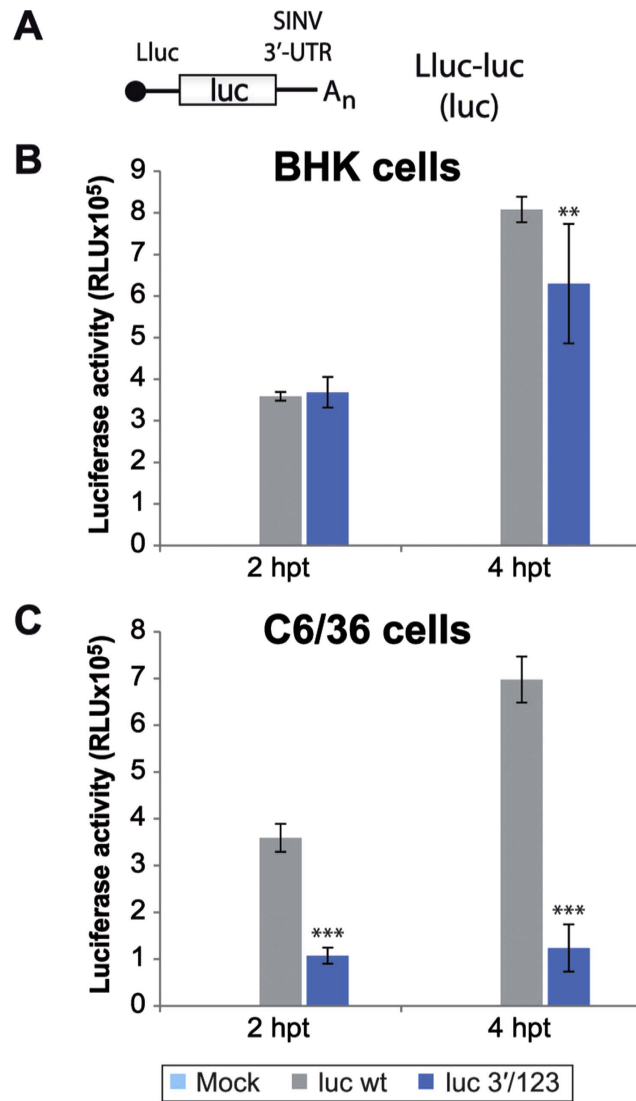 A
Lluc
SINV
3′-UTR
luc
An
Lluc-luc
(luc)
B
BHK cells
Luciferase activity (RLUx10⁵)
9
8
7
6
5
4
3
2
1
0
**
2 hpt
4 hpt
C
C6/36 cells
Luciferase activity (RLUx10⁵)
8
7
6
5
4
3
2
1
0
***
***
2 hpt
4 hpt
Mock luc wt luc 3′/123